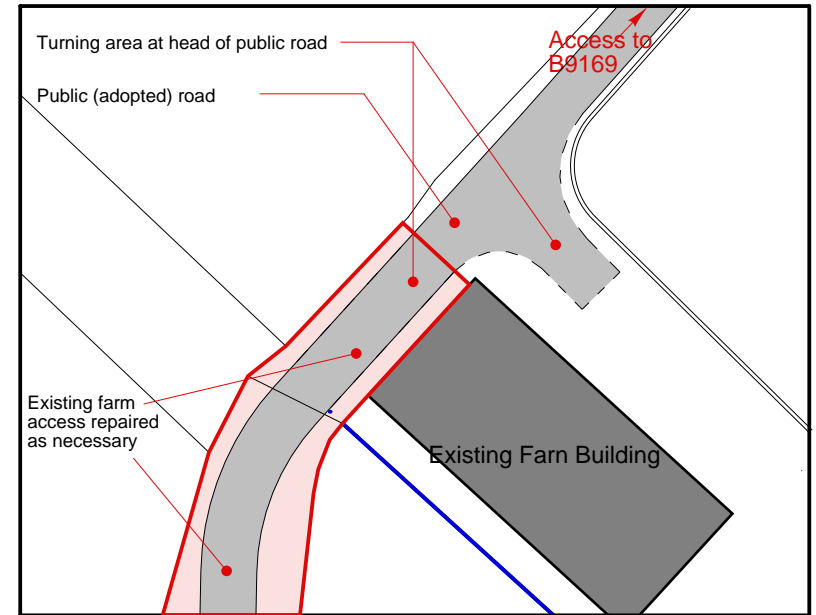 Turning area at head of public road
Access to
B9169
Public (adopted) road
Existing farm
access repaired
as necessary
Existing Farn Building